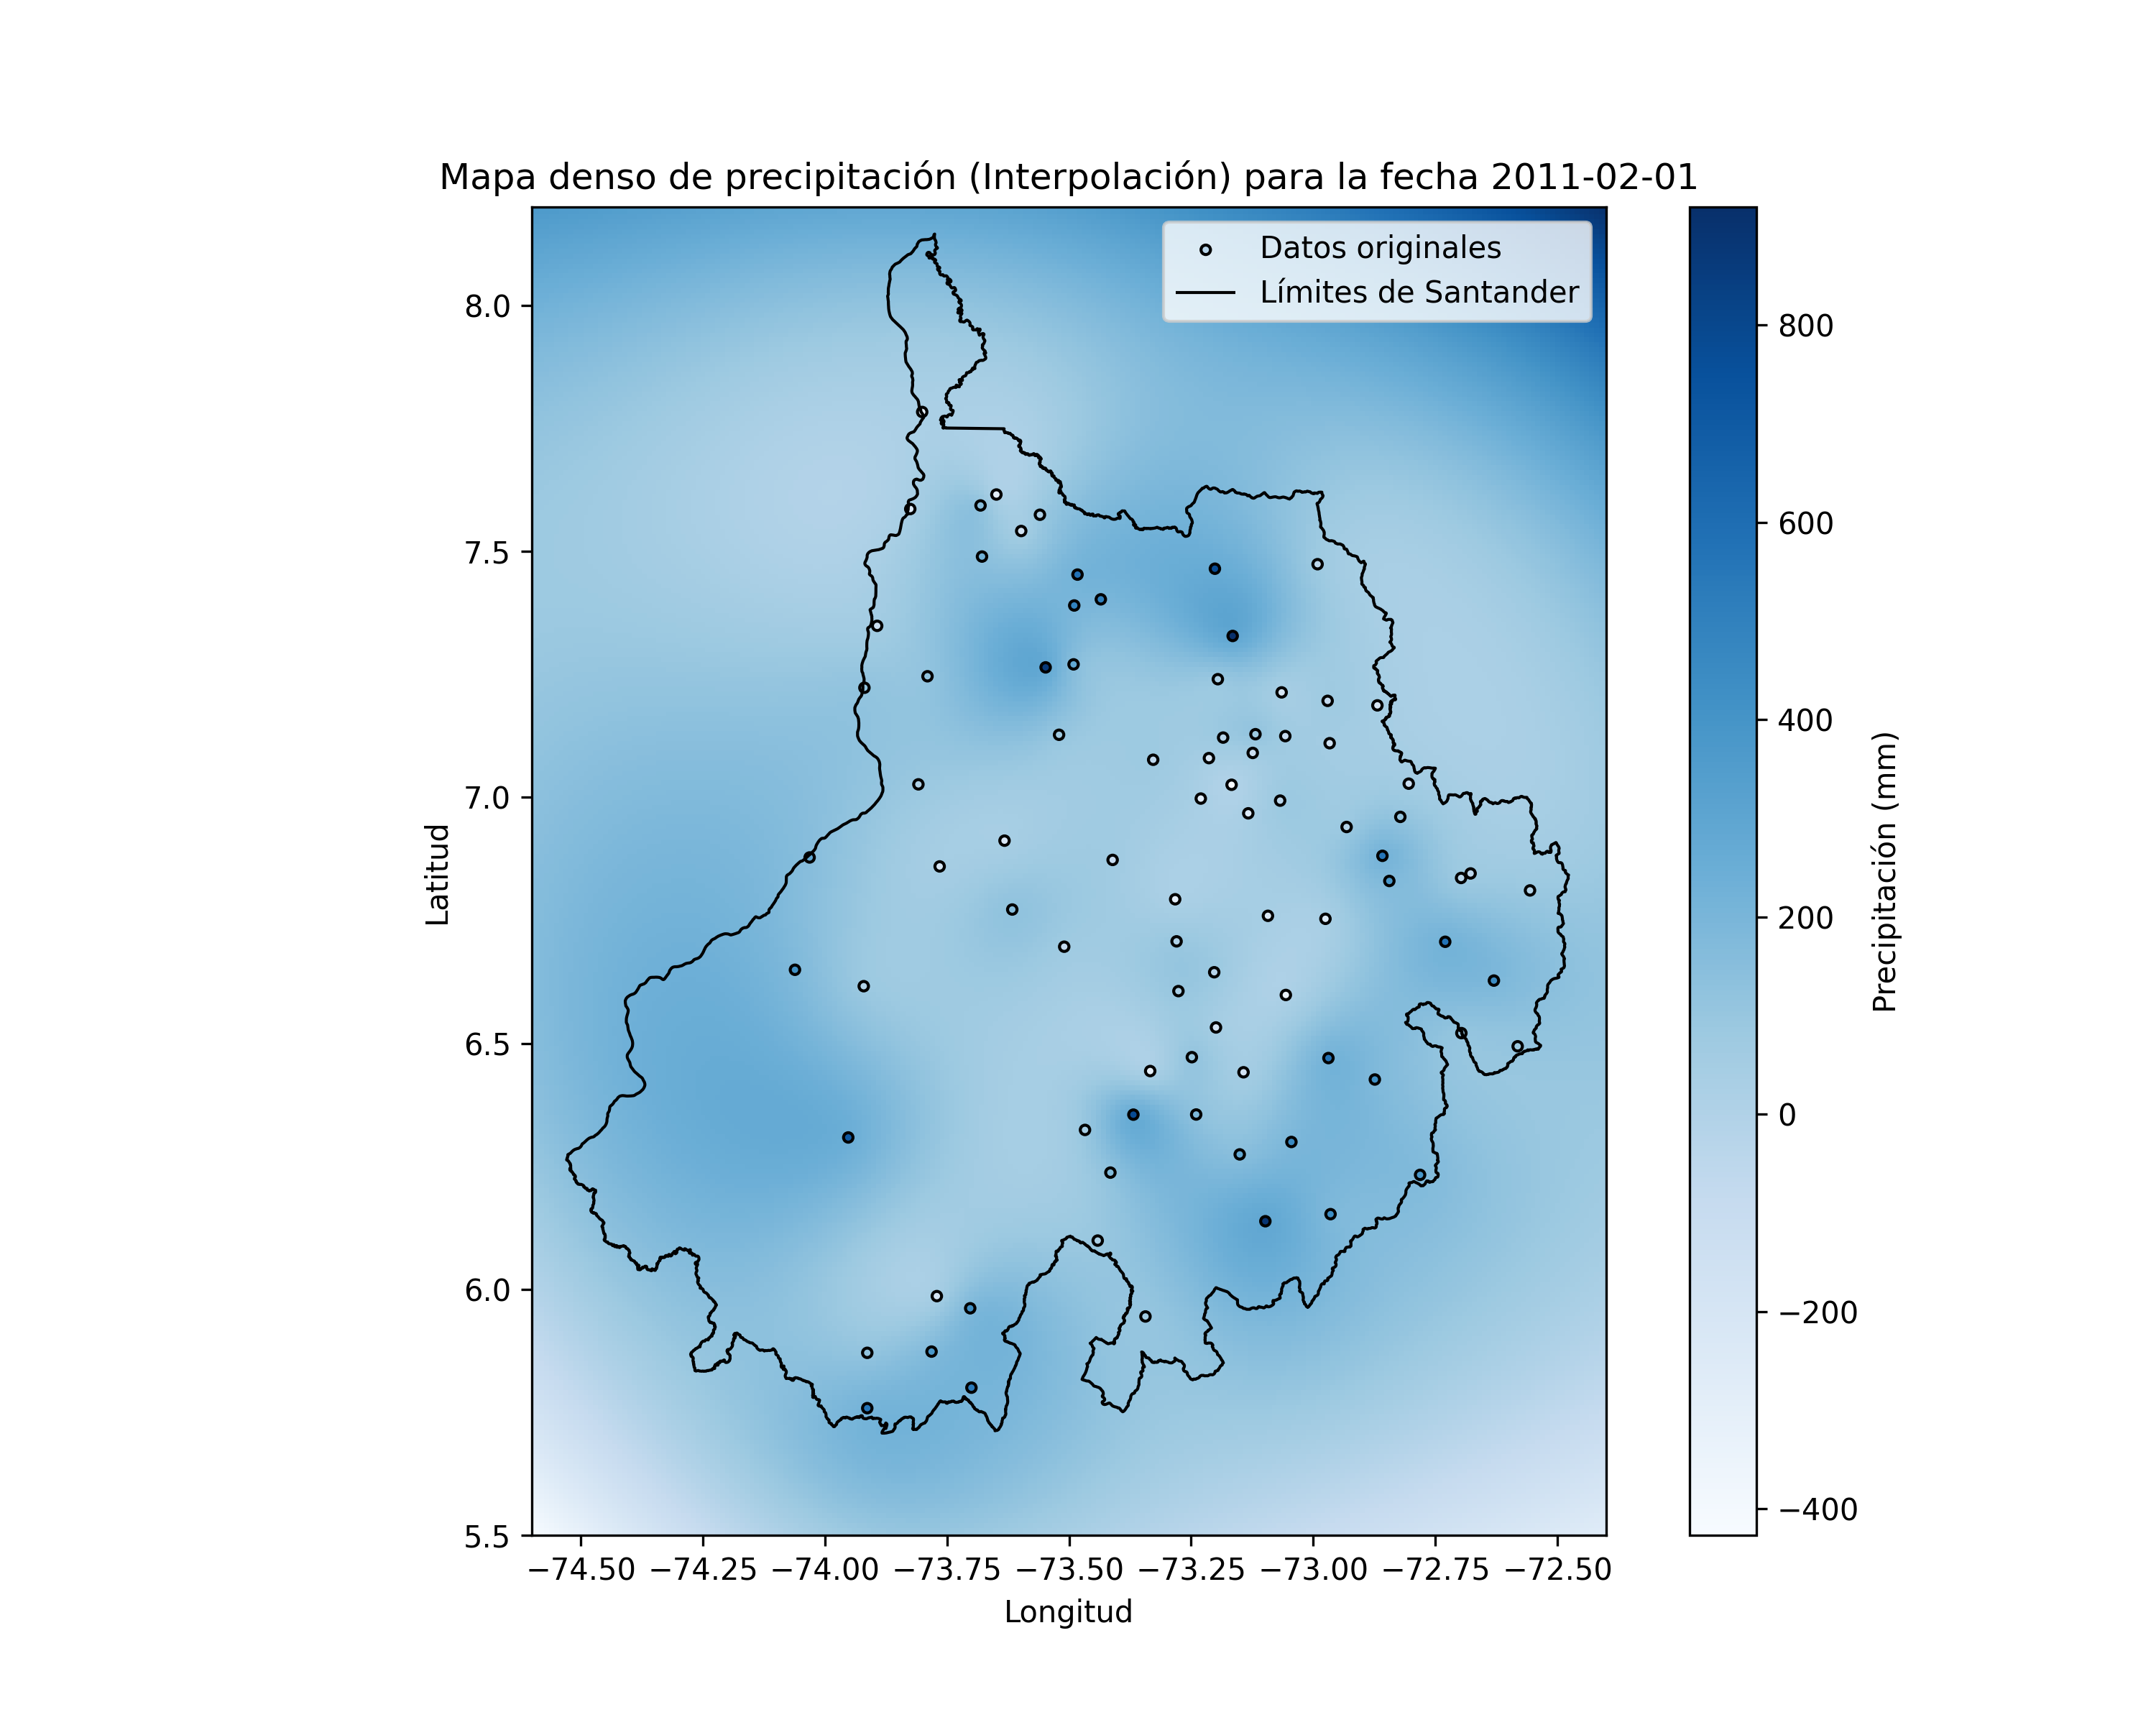 Mapa denso de precipitación (Interpolación) para la fecha 2011-02-01
Datos originales
Límites de Santander
8.0
7.5
7.0
6.5
6.0
5.5
Latitud
−74.50 −74.25 −74.00 −73.75 −73.50 −73.25 −73.00 −72.75 −72.50
Longitud
800
600
400
200
0
−200
−400
Precipitación (mm)